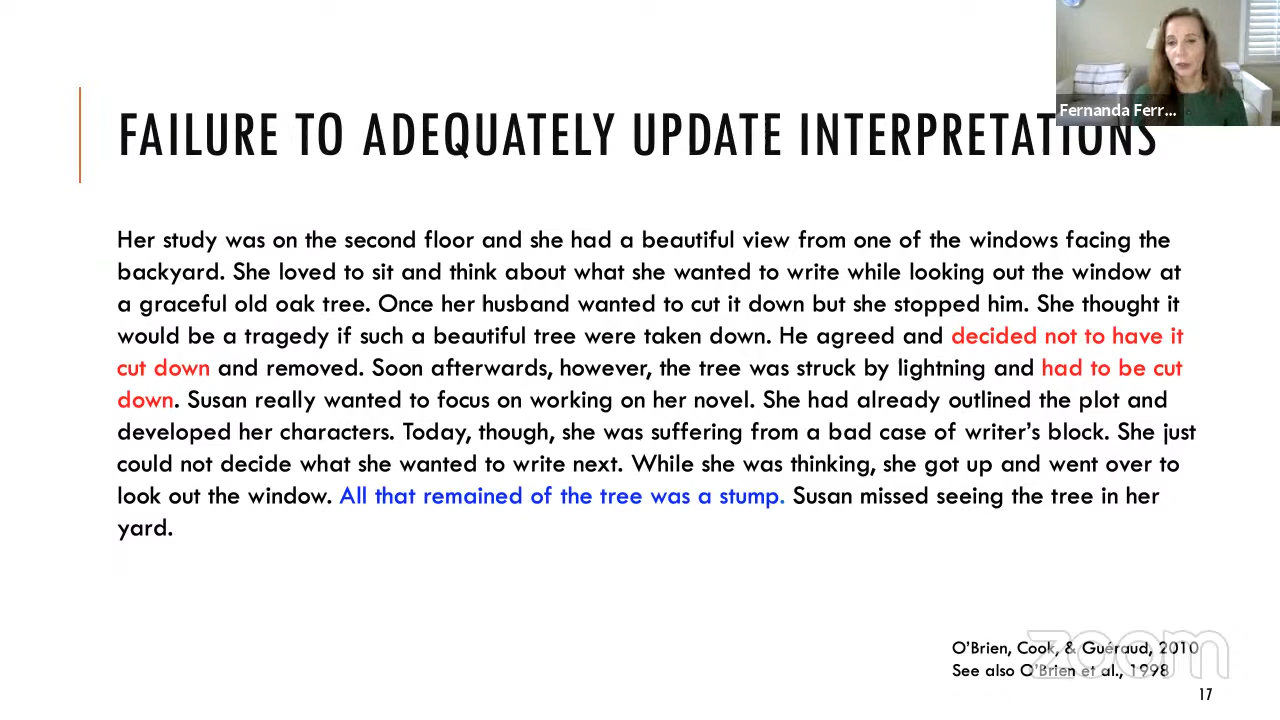 Fernanda Ferr...
FAILURE TO ADEQUATELY UPDATE INTERPRETATIONS
Her study was on the second floor and she had a beautiful view from one of the windows facing the
backyard. She loved to sit and think about what she wanted to write while looking out the window at
a graceful old oak tree. Once her husband wanted to cut it down but she stopped him. She thought it
would be a tragedy if such a beautiful tree were taken down. He agreed and decided not to have it
cut down and removed. Soon afterwards, however, the tree was struck by lightning and had to be cut
down. Susan really wanted to focus on working on her novel. She had already outlined the plot and
developed her characters. Today, though, she was suffering from a bad case of writer's block. She just
could not decide what she wanted to write next. While she was thinking, she got up and went over to
look out the window. All that remained of the tree was a stump. Susan missed seeing the tree in her
yard.
O'Brien, Cook, & Guéraud, 2010
See also O'Brien et al., 1998
zoom
17